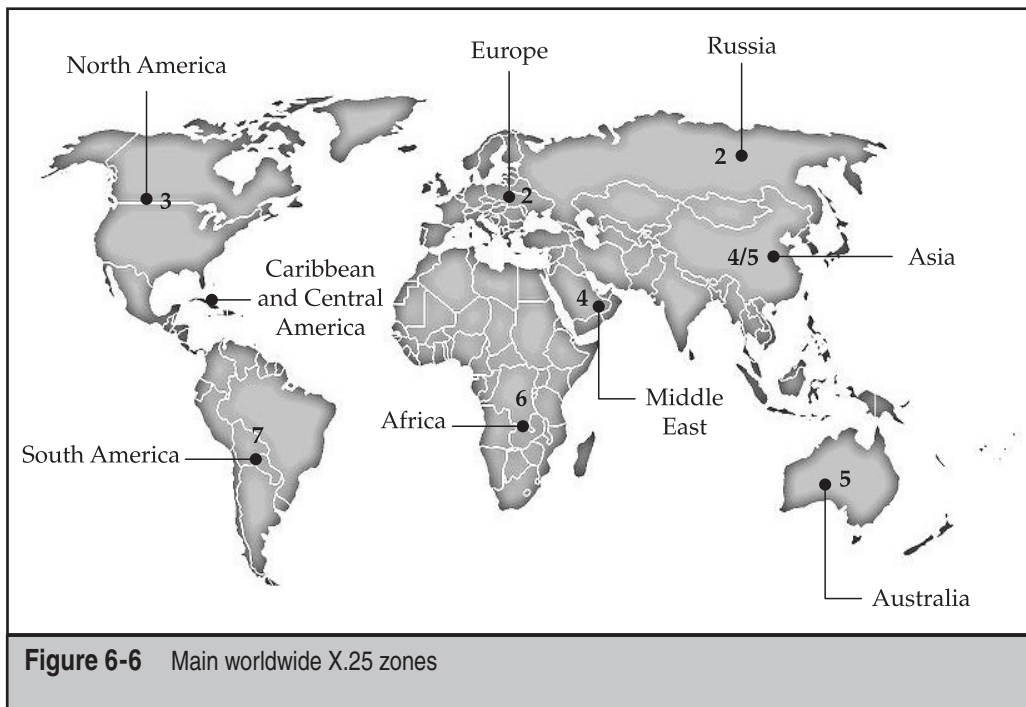 Russia
Europe
North America
2
2
3
4/5
Asia
Caribbean
and Central
America
4
Middle
East
6
Africa
7
South America
5
Australia
Figure 6-6 Main worldwide X.25 zones